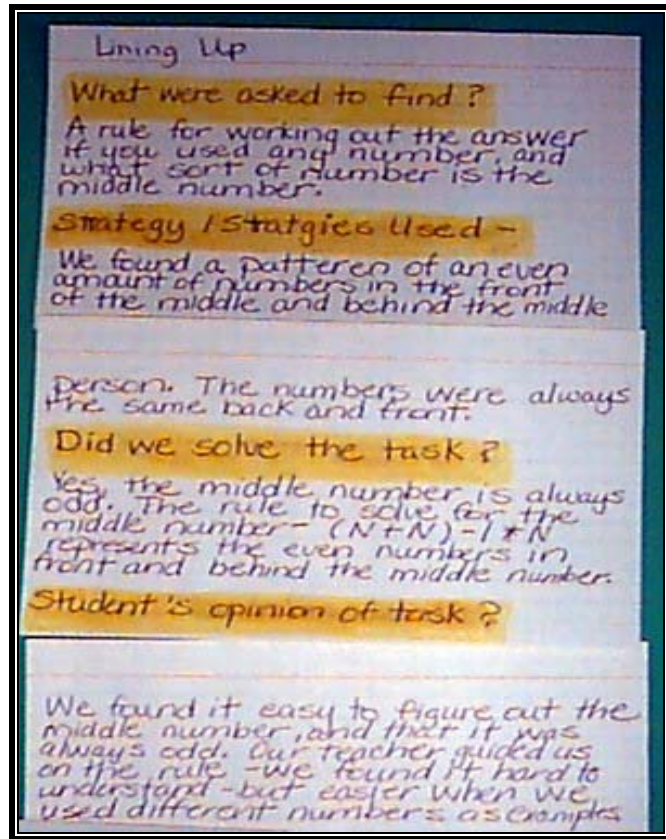 Lining Up
What were asked to find?
A rule for working out the answer
if you used any number, and
what sort of number is the
middle number.
Strategy / Statgies Used -
We found a patteren of an even
amount of numbers in the front
of the middle and behind the middle
person. The numbers were always
the same back and front.
Did we solve the task?
Yes, the middle number is always
odd. The rule to solve for the
middle number - (N+N)-1 * N
represents the even numbers in
front and behind the middle number.
Student's opinion of task?
We found it easy to figure out the
middle number, and that it was
always odd. Our teacher guided us
on the rule - we found it hard to
understand - but easier when we
used different numbers as examples